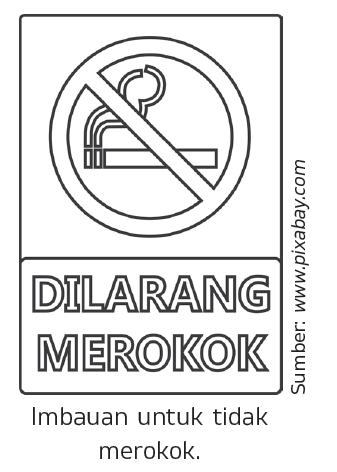 DILARANG
MEROKOK
Imbauan untuk tidak
merokok.
Sumber: www.pixabay.com